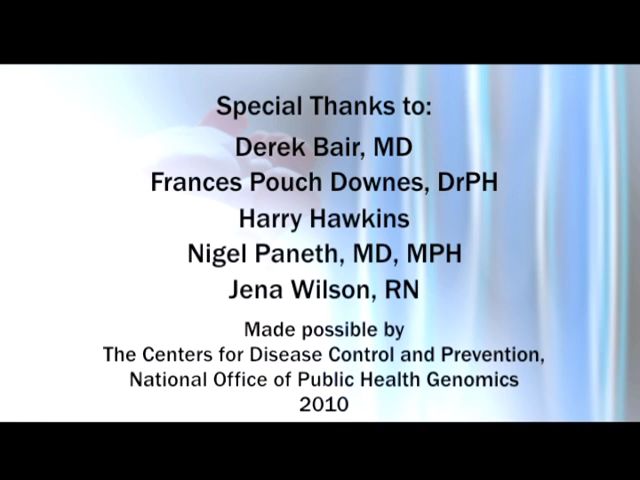 Special Thanks to:
Derek Bair, MD
Frances Pouch Downes, DrPH
Harry Hawkins
Nigel Paneth, MD, MPH
Jena Wilson, RN
Made possible by
The Centers for Disease Control and Prevention,
National Office of Public Health Genomics
2010